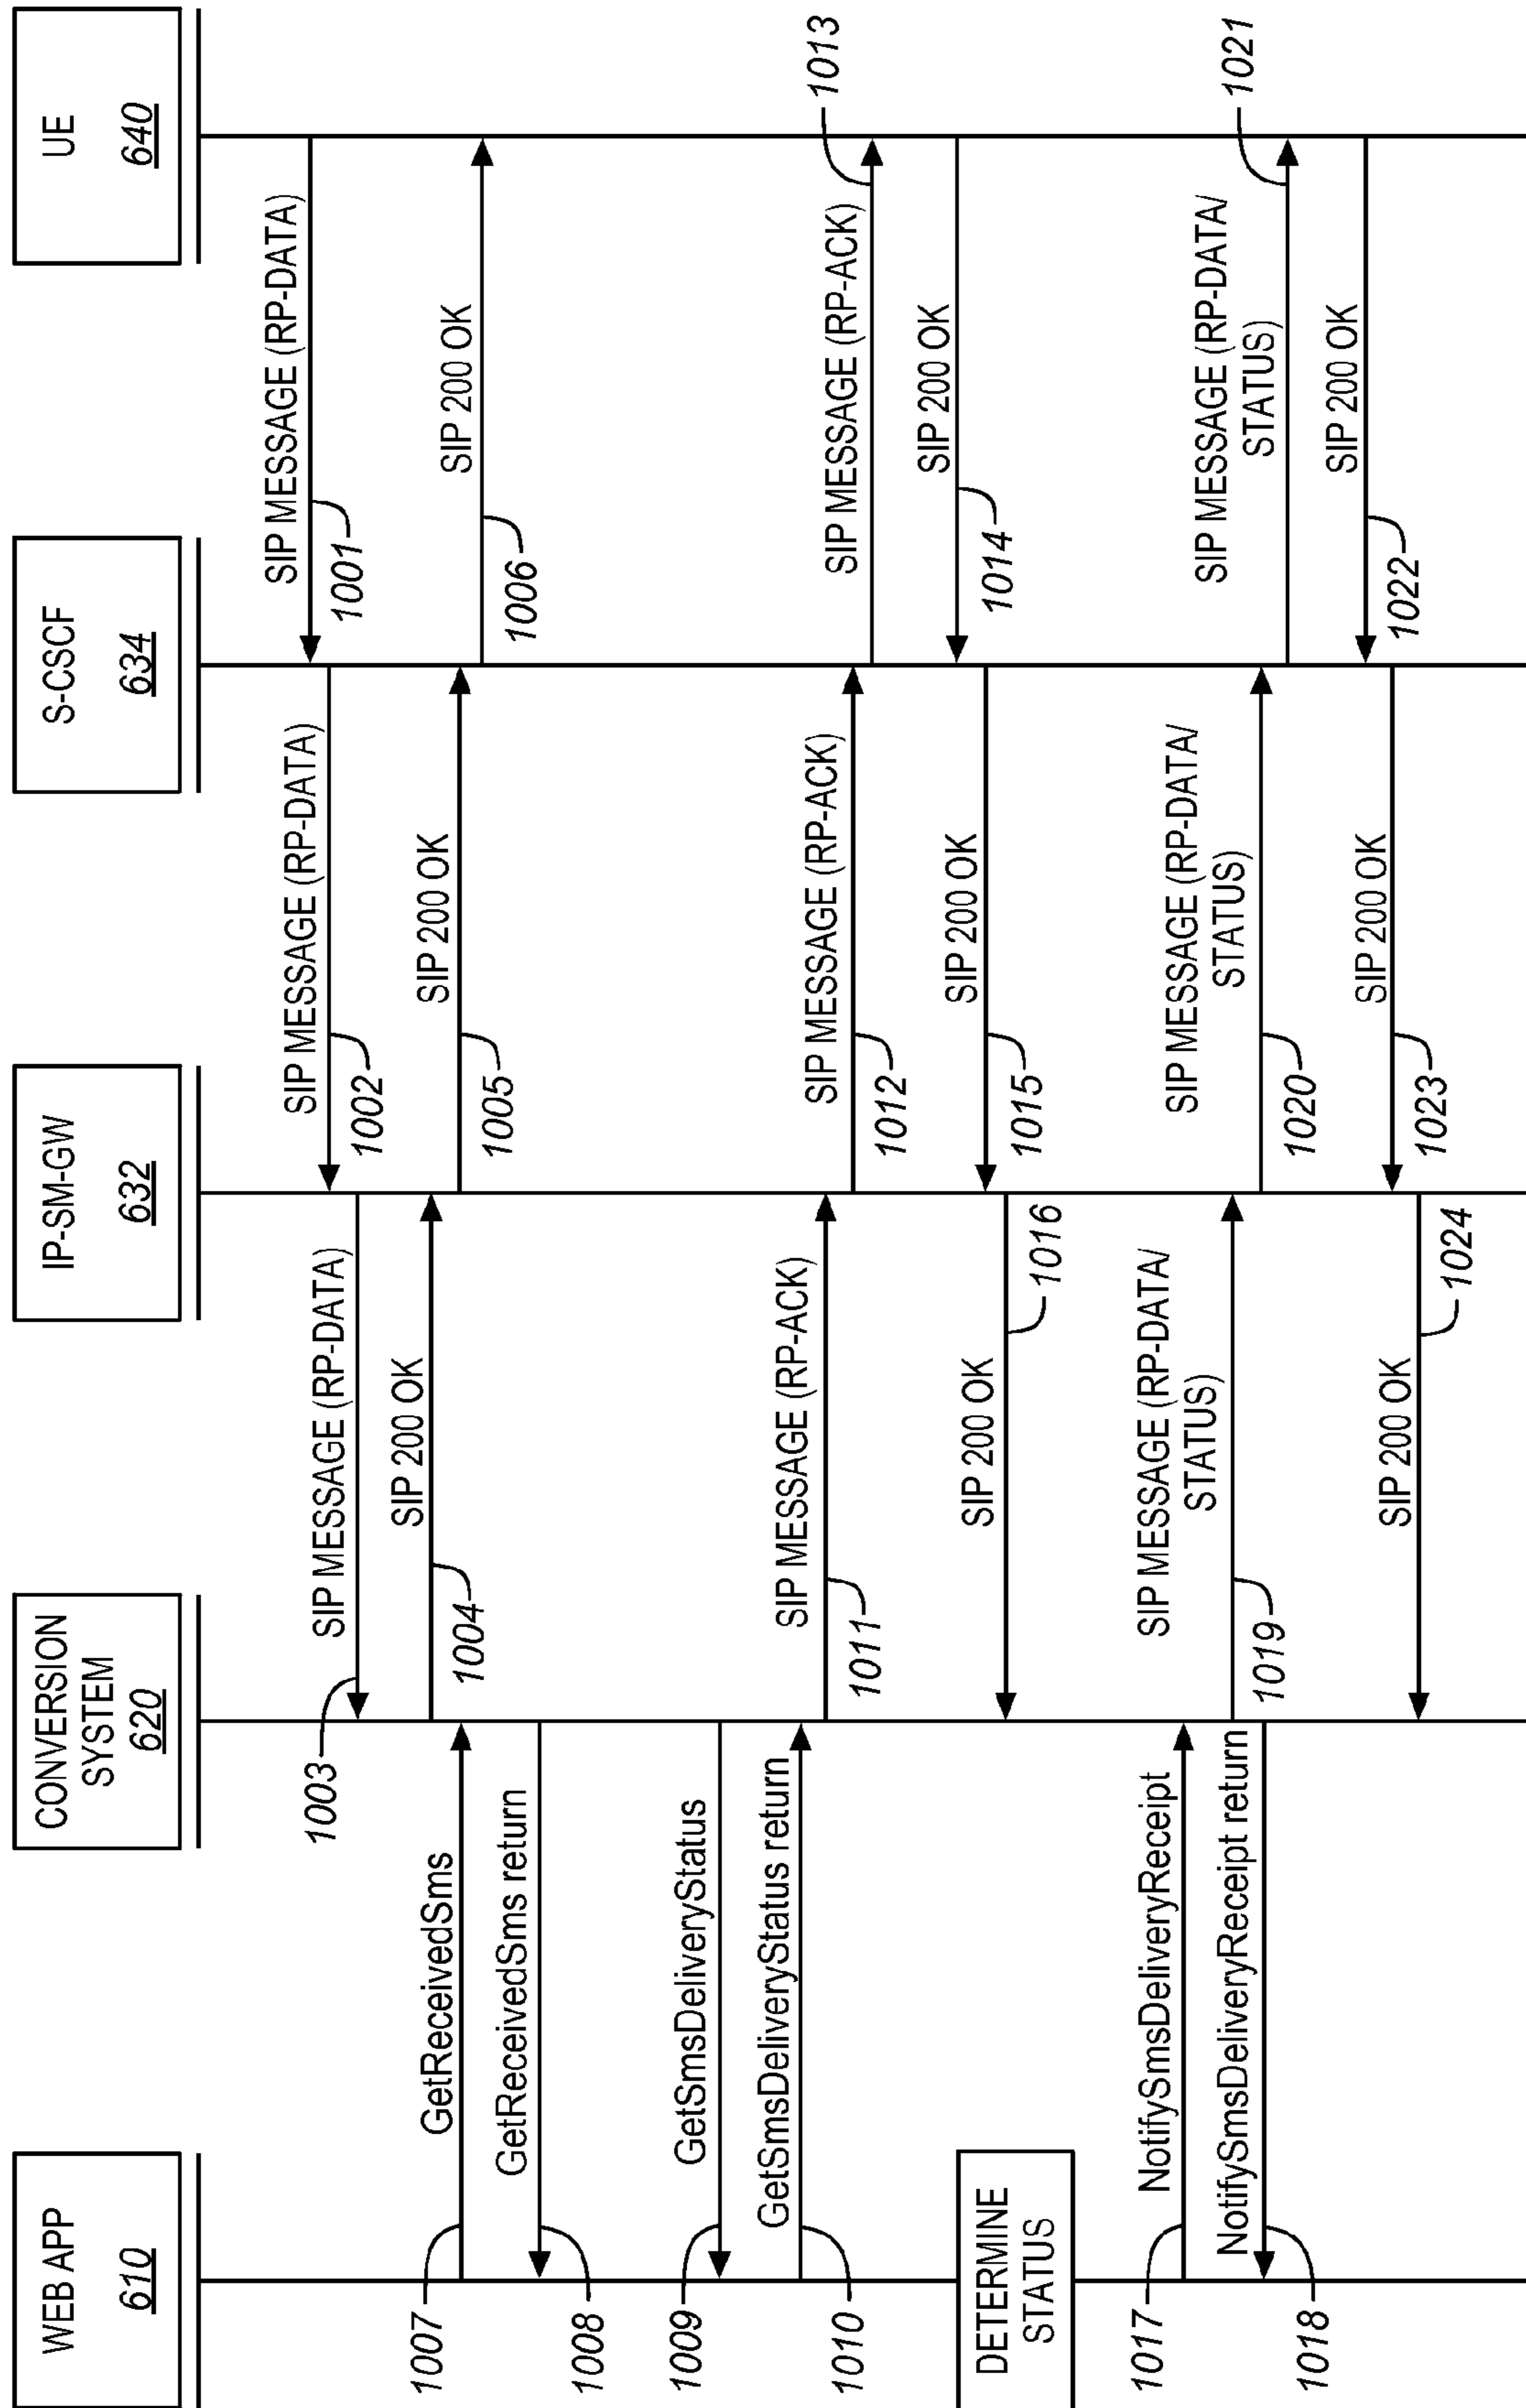 WEB APP
610
CONVERSION
SYSTEM
620
IP-SM-GW
632
S-CSCF
634
UE
640
SIP MESSAGE (RP-DATA)
1001
SIP MESSAGE (RP-DATA)
1002
SIP MESSAGE (RP-DATA)
1003
SIP 200 OK
1004
SIP 200 OK
1005
SIP 200 OK
1006
GetReceivedSms
1007
GetReceivedSms return
1008
GetSmsDeliveryStatus
1009
GetSmsDeliveryStatus return
1010
SIP MESSAGE (RP-ACK)
1011
SIP MESSAGE (RP-ACK)
1012
SIP MESSAGE (RP-ACK)
1013
SIP 200 OK
1014
SIP 200 OK
1015
SIP 200 OK
1016
DETERMINE
STATUS
NotifySmsDeliveryReceipt
1017
NotifySmsDeliveryReceipt return
1018
SIP MESSAGE (RP-DATA/
STATUS)
1019
SIP MESSAGE (RP-DATA/
STATUS)
1020
SIP MESSAGE (RP-DATA/
STATUS)
1021
SIP 200 OK
1022
SIP 200 OK
1023
SIP 200 OK
1024